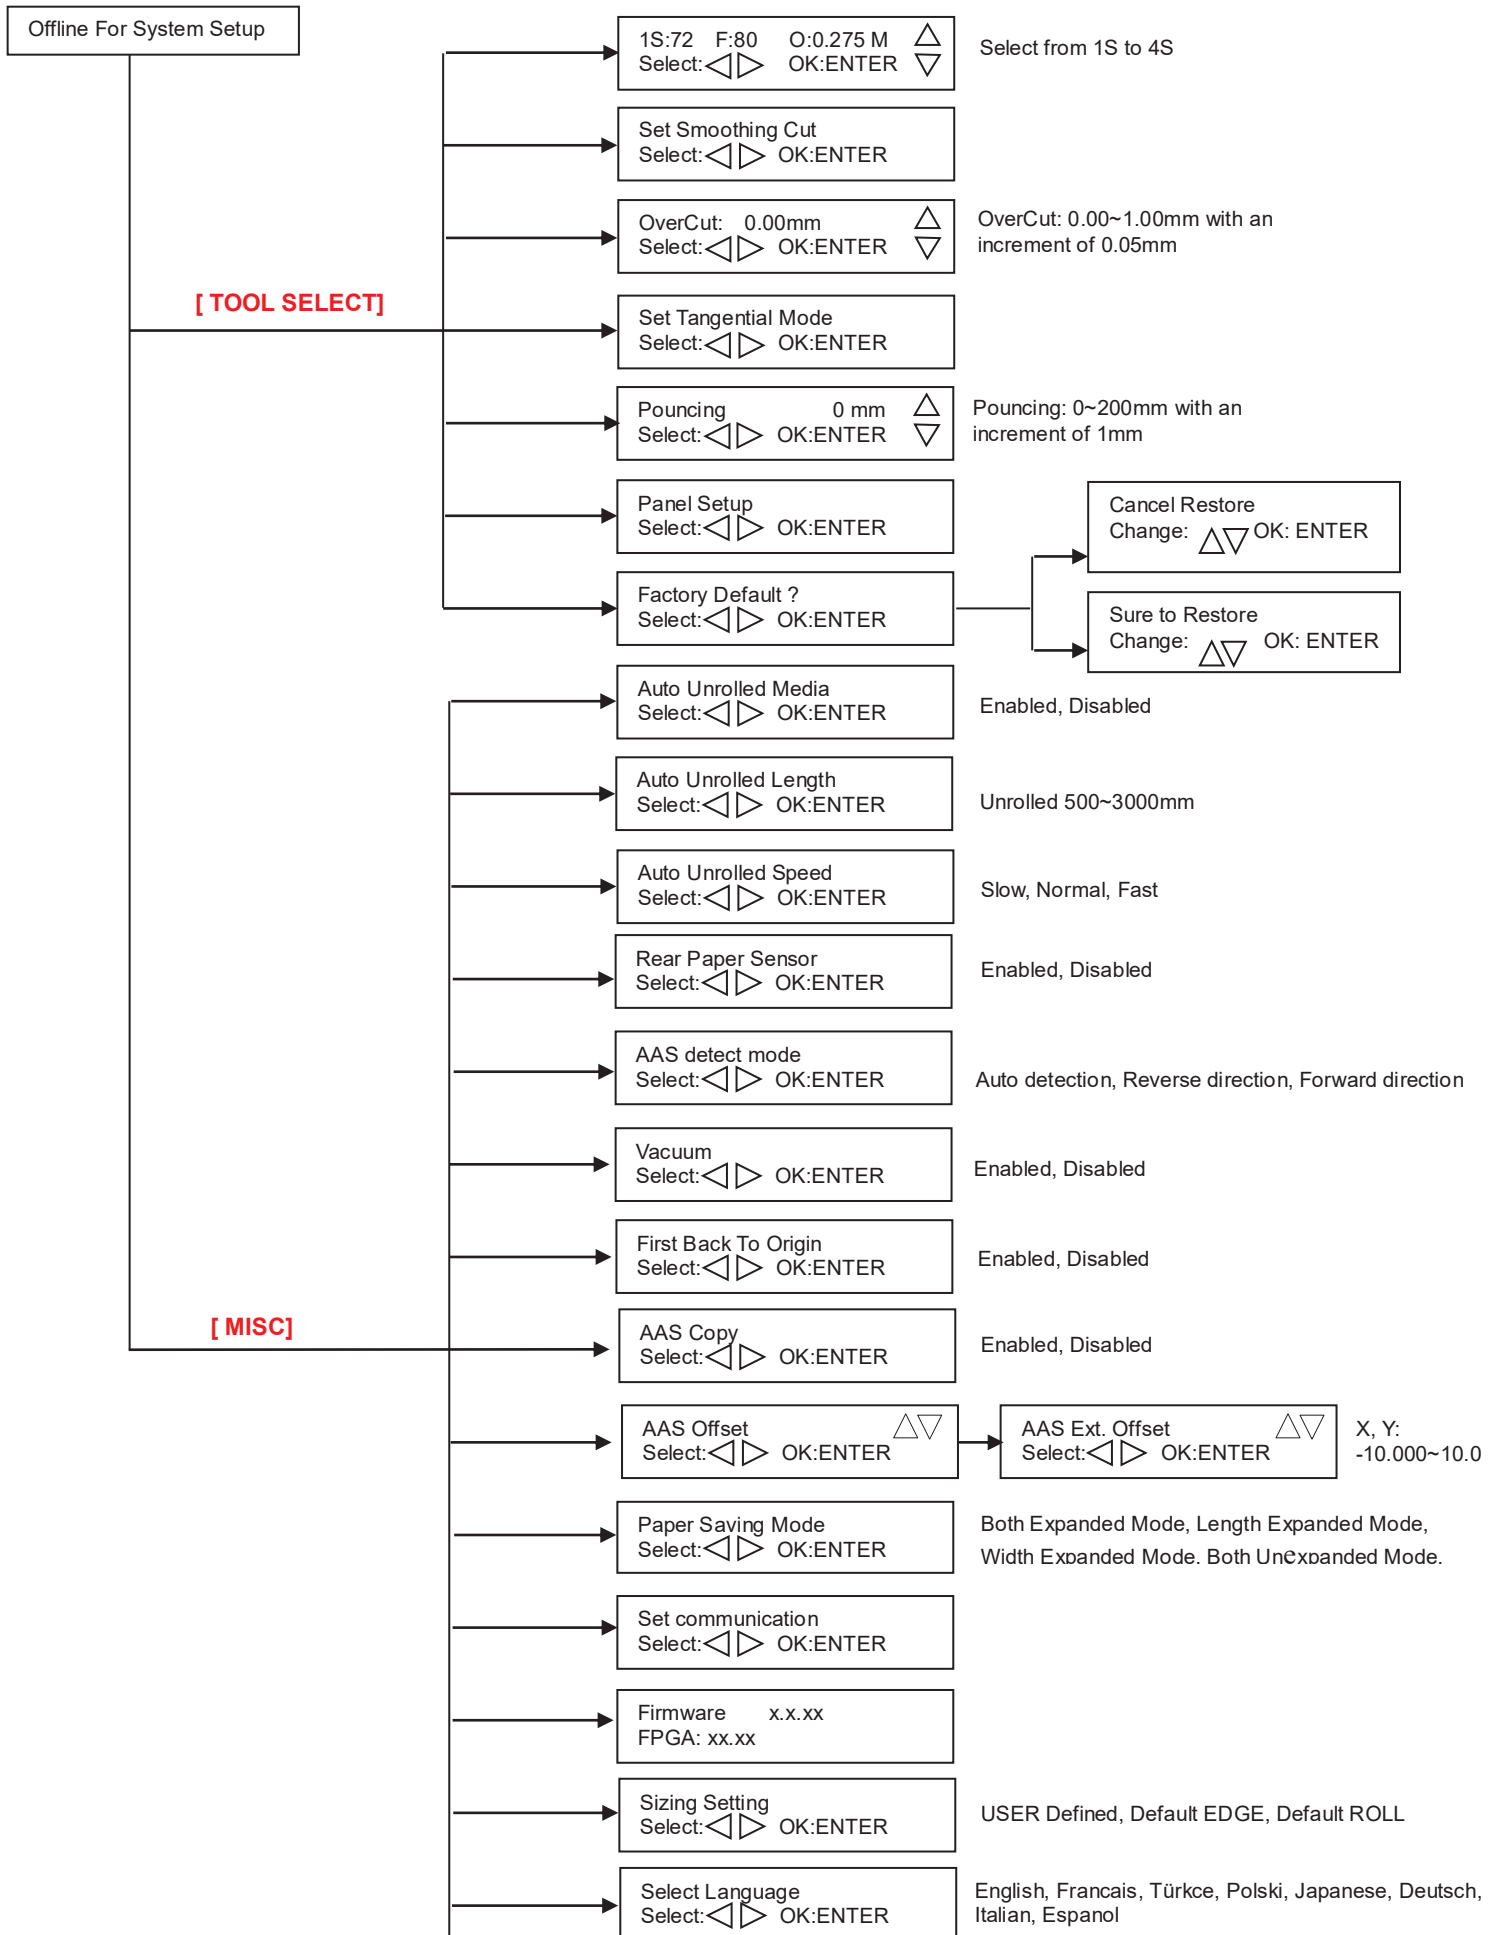 Offline For System Setup
1S:72 F:80 O:0.275 M
Select: OK:ENTER
Select from 1S to 4S
Set Smoothing Cut
Select: OK:ENTER
OverCut: 0.00mm
Select: OK:ENTER
OverCut: 0.00~1.00mm with an
increment of 0.05mm
[ TOOL SELECT]
Set Tangential Mode
Select: OK:ENTER
Pouncing 0 mm
Select: OK:ENTER
Pouncing: 0~200mm with an
increment of 1mm
Panel Setup
Select: OK:ENTER
Cancel Restore
Change: OK: ENTER
Factory Default ?
Select: OK:ENTER
Sure to Restore
Change: OK: ENTER
Auto Unrolled Media
Select: OK:ENTER
Enabled, Disabled
Auto Unrolled Length
Select: OK:ENTER
Unrolled 500~3000mm
Auto Unrolled Speed
Select: OK:ENTER
Slow, Normal, Fast
Rear Paper Sensor
Select: OK:ENTER
Enabled, Disabled
AAS detect mode
Select: OK:ENTER
Auto detection, Reverse direction, Forward direction
Vacuum
Select: OK:ENTER
Enabled, Disabled
First Back To Origin
Select: OK:ENTER
Enabled, Disabled
[ MISC]
AAS Copy
Select: OK:ENTER
Enabled, Disabled
AAS Offset
Select: OK:ENTER
AAS Ext. Offset
Select: OK:ENTER
X, Y:
-10.000~10.0
Paper Saving Mode
Select: OK:ENTER
Both Expanded Mode, Length Expanded Mode,
Width Expanded Mode. Both Unexpanded Mode.
Set communication
Select: OK:ENTER
Firmware x.x.xx
FPGA: xx.xx
Sizing Setting
Select: OK:ENTER
USER Defined, Default EDGE, Default ROLL
Select Language
Select: OK:ENTER
English, Francais, Türkce, Polski, Japanese, Deutsch,
Italian, Espanol